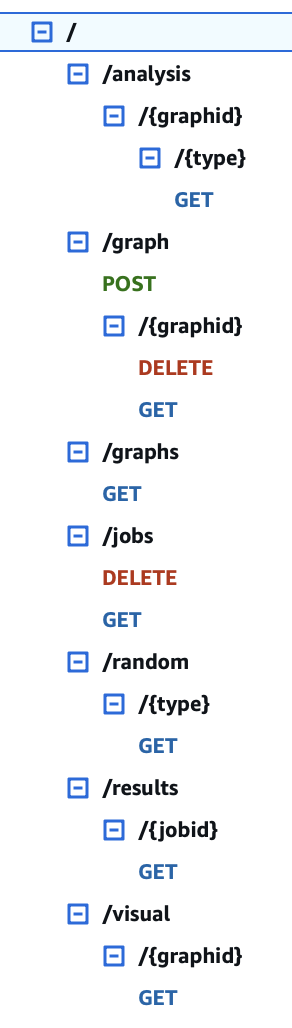 /
/analysis
/{graphid}
/{type}
GET
/graph
POST
/{graphid}
DELETE
GET
/graphs
GET
/jobs
DELETE
GET
/random
/{type}
GET
/results
/{jobid}
GET
/visual
/{graphid}
GET